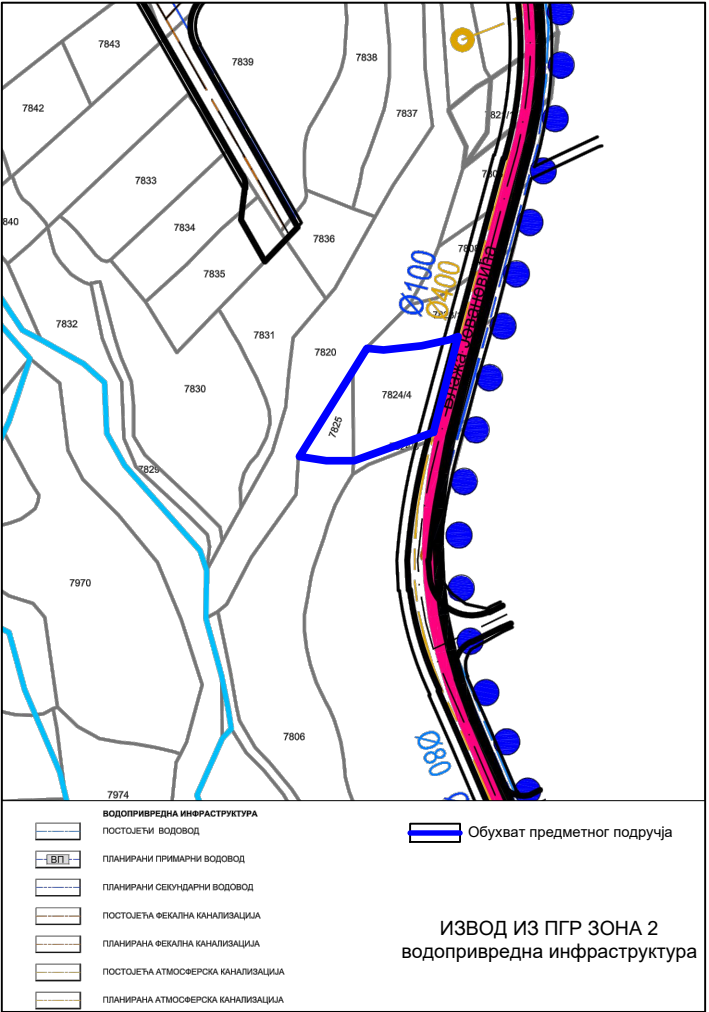 7843
7839
7838
7842
7837
7833
7840
7834
7836
7835
Ø100
Ø400
7832
7831
7820
7830
7824/4
7825
7829
7970
7806
Ø80
7974
ВОДОПРИВРЕДНА ИНФРАСТРУКТУРА
ПОСТОЈЕЋИ ВОДОВОД
ВП
ПЛАНИРАНИ ПРИМАРНИ ВОДОВОД
ПЛАНИРАНИ СЕКУНДАРНИ ВОДОВОД
ПОСТОЈЕЋА ФЕКАЛНА КАНАЛИЗАЦИЈА
ПЛАНИРАНА ФЕКАЛНА КАНАЛИЗАЦИЈА
ПОСТОЈЕЋА АТМОСФЕРСКА КАНАЛИЗАЦИЈА
ПЛАНИРАНА АТМОСФЕРСКА КАНАЛИЗАЦИЈА
Обухват предметног подручја
ИЗВОД ИЗ ПГР ЗОНА 2
водопривредна инфраструктура